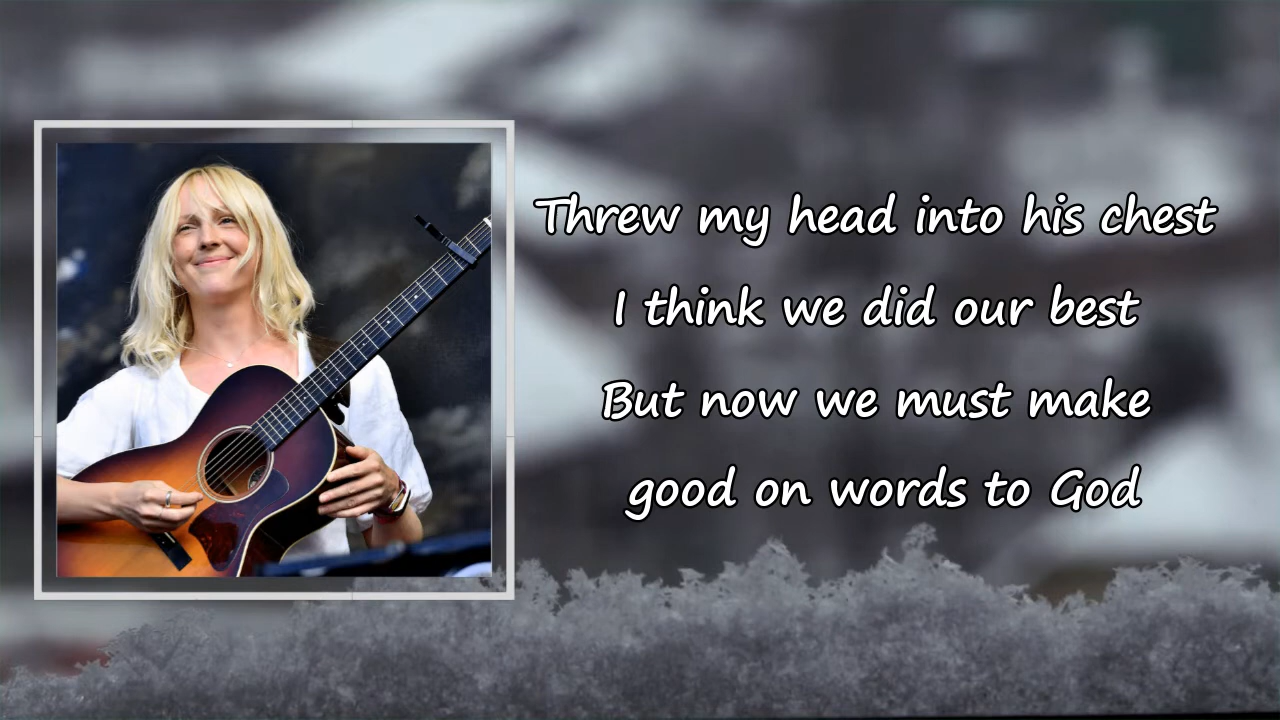 Threw my head into his chest
I think we did our best
But now we must make
good on words to God